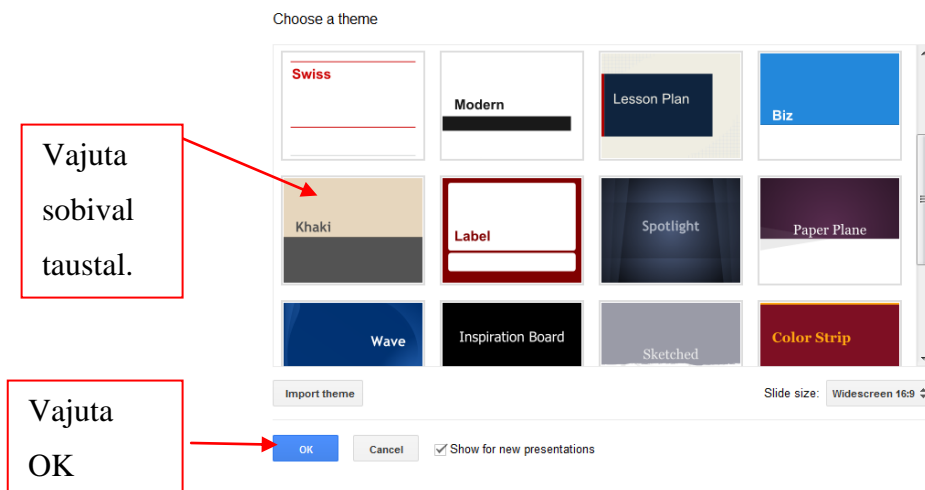 Choose a theme
Swiss
Modern
Lesson Plan
Biz
Vajuta
sobival
taustal.
Khaki
Label
Spotlight
Paper Plane
Wave
Inspiration Board
Sketched
Color Strip
Import theme
Slide size: Widescreen 16:9
Vajuta
OK
OK
Cancel
Show for new presentations